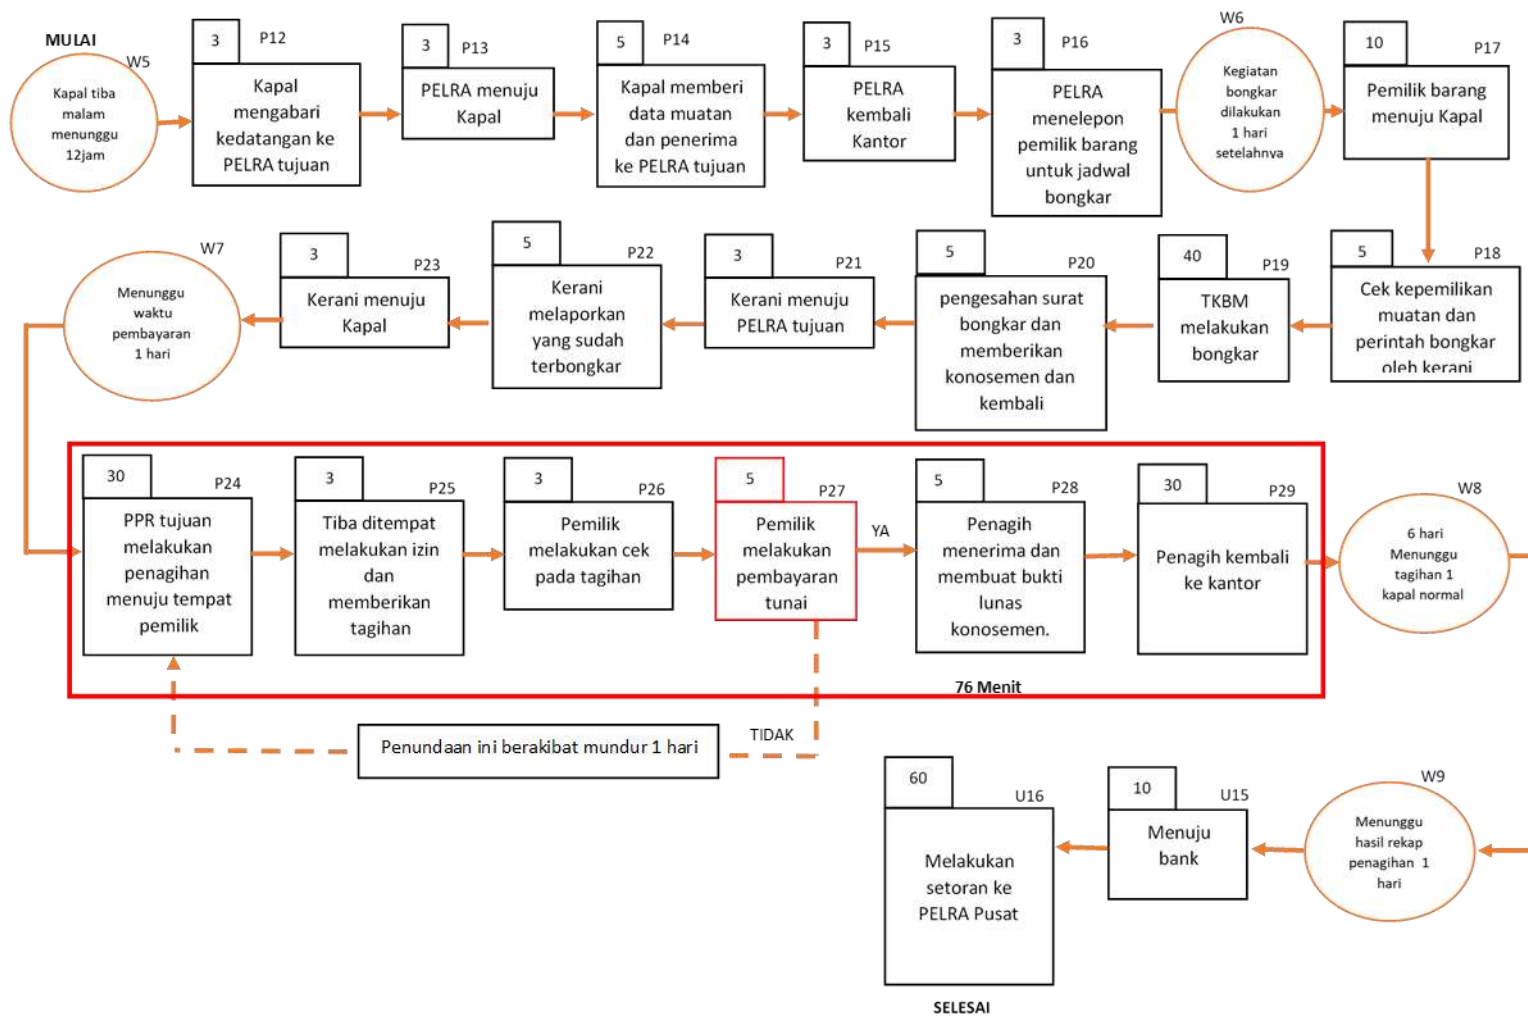 MULAI
W5
Kapal tiba
malam
menunggu
12jam
3
P12
Kapal
mengabari
kedatangan ke
PELRA tujuan
3
P13
PELRA menuju
Kapal
5
P14
Kapal memberi
data muatan
dan penerima
ke PELRA tujuan
3
P15
PELRA
kembali
Kantor
3
P16
PELRA
menelepon
pemilik barang
untuk jadwal
bongkar
W6
Kegiatan
bongkar
dilakukan
1 hari
setelahnya
10
P17
Pemilik barang
menuju Kapal
5
P18
Cek kepemilikan
muatan dan
perintah bongkar
oleh kerani
40
P19
TKBM
melakukan
bongkar
5
P20
pengesahan surat
bongkar dan
memberikan
konosemen dan
kembali
3
P21
Kerani menuju
PELRA tujuan
5
P22
Kerani
melaporkan
yang sudah
terbongkar
3
P23
Kerani menuju
Kapal
W7
Menunggu
waktu
pembayaran
1 hari
30
P24
PPR tujuan
melakukan
penagihan
menuju tempat
pemilik
3
P25
Tiba ditempat
melakukan izin
dan
memberikan
tagihan
3
P26
Pemilik
melakukan cek
pada tagihan
5
P27
Pemilik
melakukan
pembayaran
tunai
YA
5
P28
Penagih
menerima dan
membuat bukti
lunas
konosemen.
30
P29
Penagih kembali
ke kantor
76 Menit
W8
6 hari
Menunggu
tagihan 1
kapal normal
TIDAK
Penundaan ini berakibat mundur 1 hari
W9
Menunggu
hasil rekap
penagihan 1
hari
10
U15
Menuju
bank
60
U16
Melakukan
setoran ke
PELRA Pusat
SELESAI